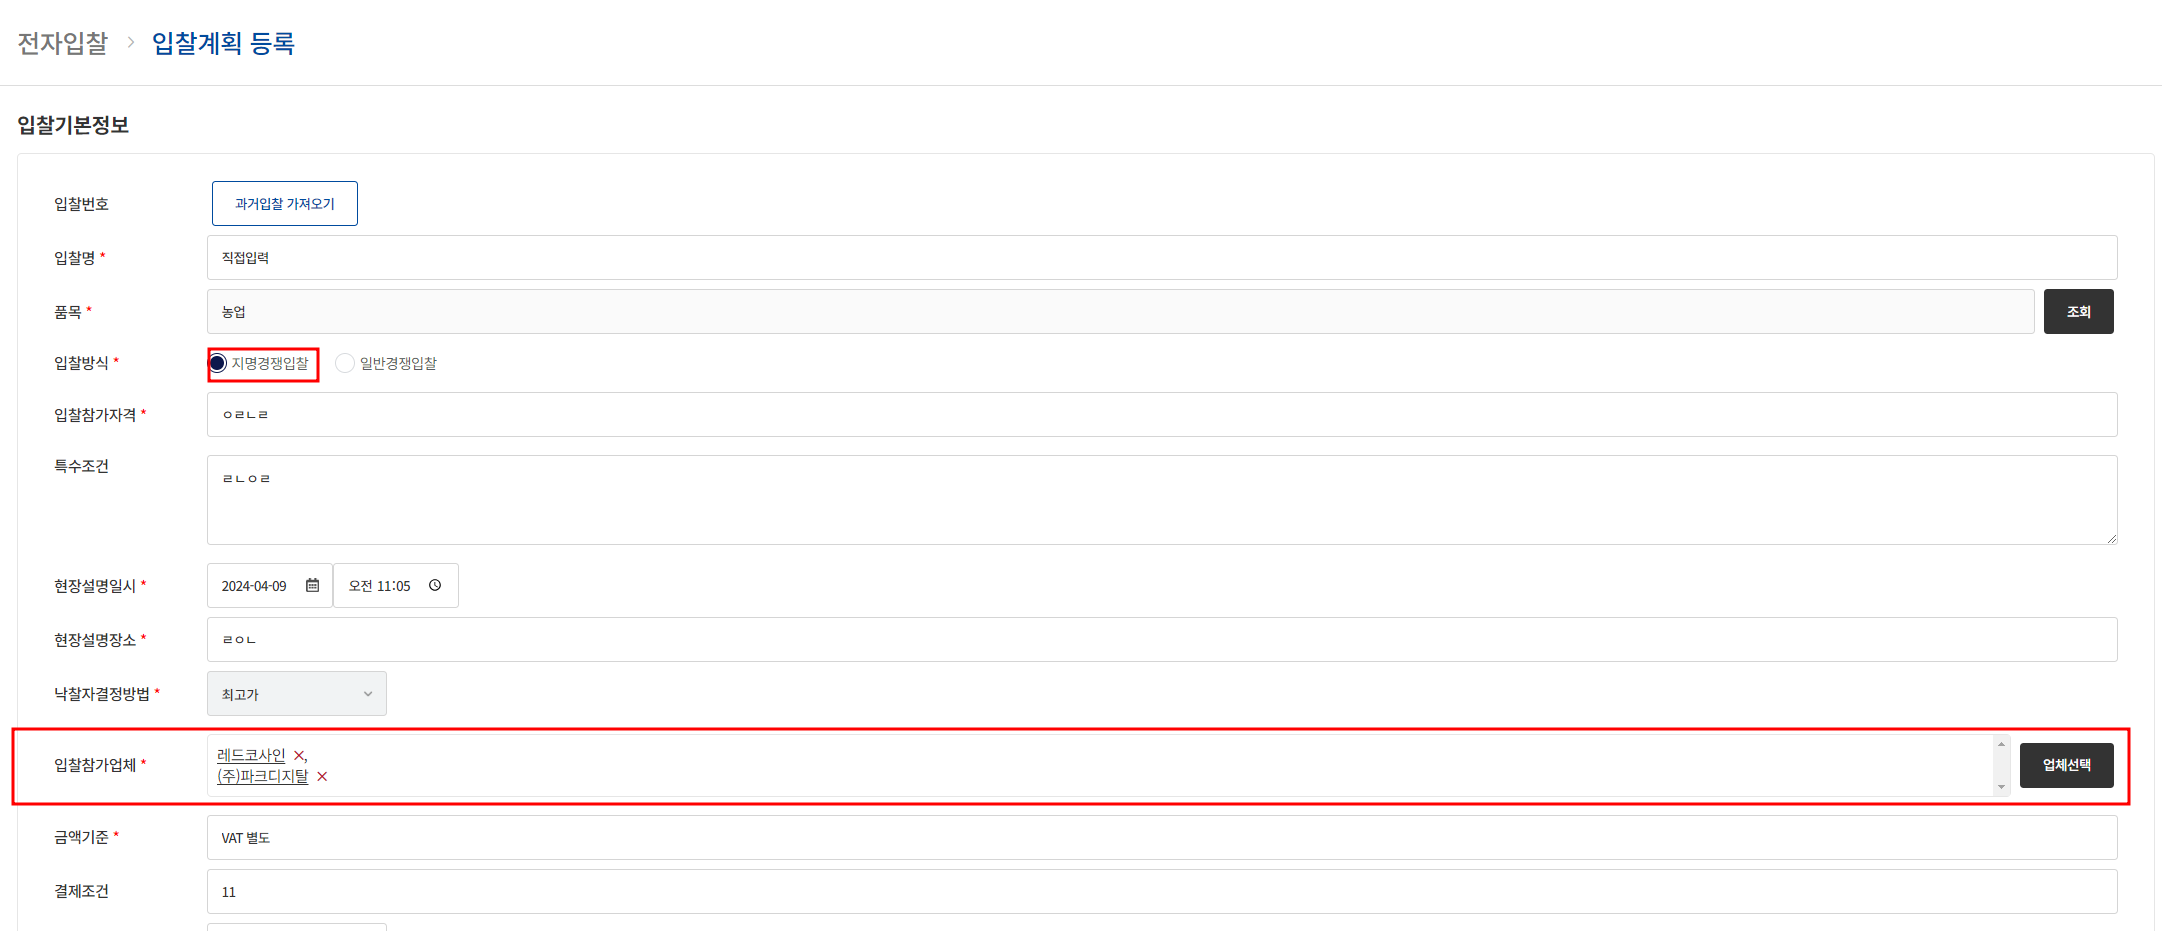 전자입찰 > 입찰계획 등록
입찰기본정보
입찰번호 과거입찰 가져오기
입찰명 * 직접입력
품목 * 농업 조회
입찰방식 * 지명경쟁입찰 일반경쟁입찰
입찰참가자격 * ㅇㄹㄴㄹ
특수조건 ㄹㄴㅇㄹ
현장설명일시 * 2024-04-09 오전 11:05
현장설명장소 * ㄹㅇㄴ
낙찰자결정방법 * 최고가
레드코사인 ×,
입찰참가업체 * 업체선택
(주)파크디지탈 ×
금액기준 * VAT 별도
결제조건 11